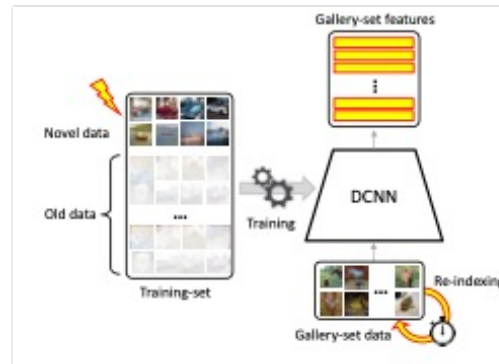 Gallery-set features
Novel data
Old data
...
Training-set
Training
DCNN
...
Re-indexing
Gallery-set data